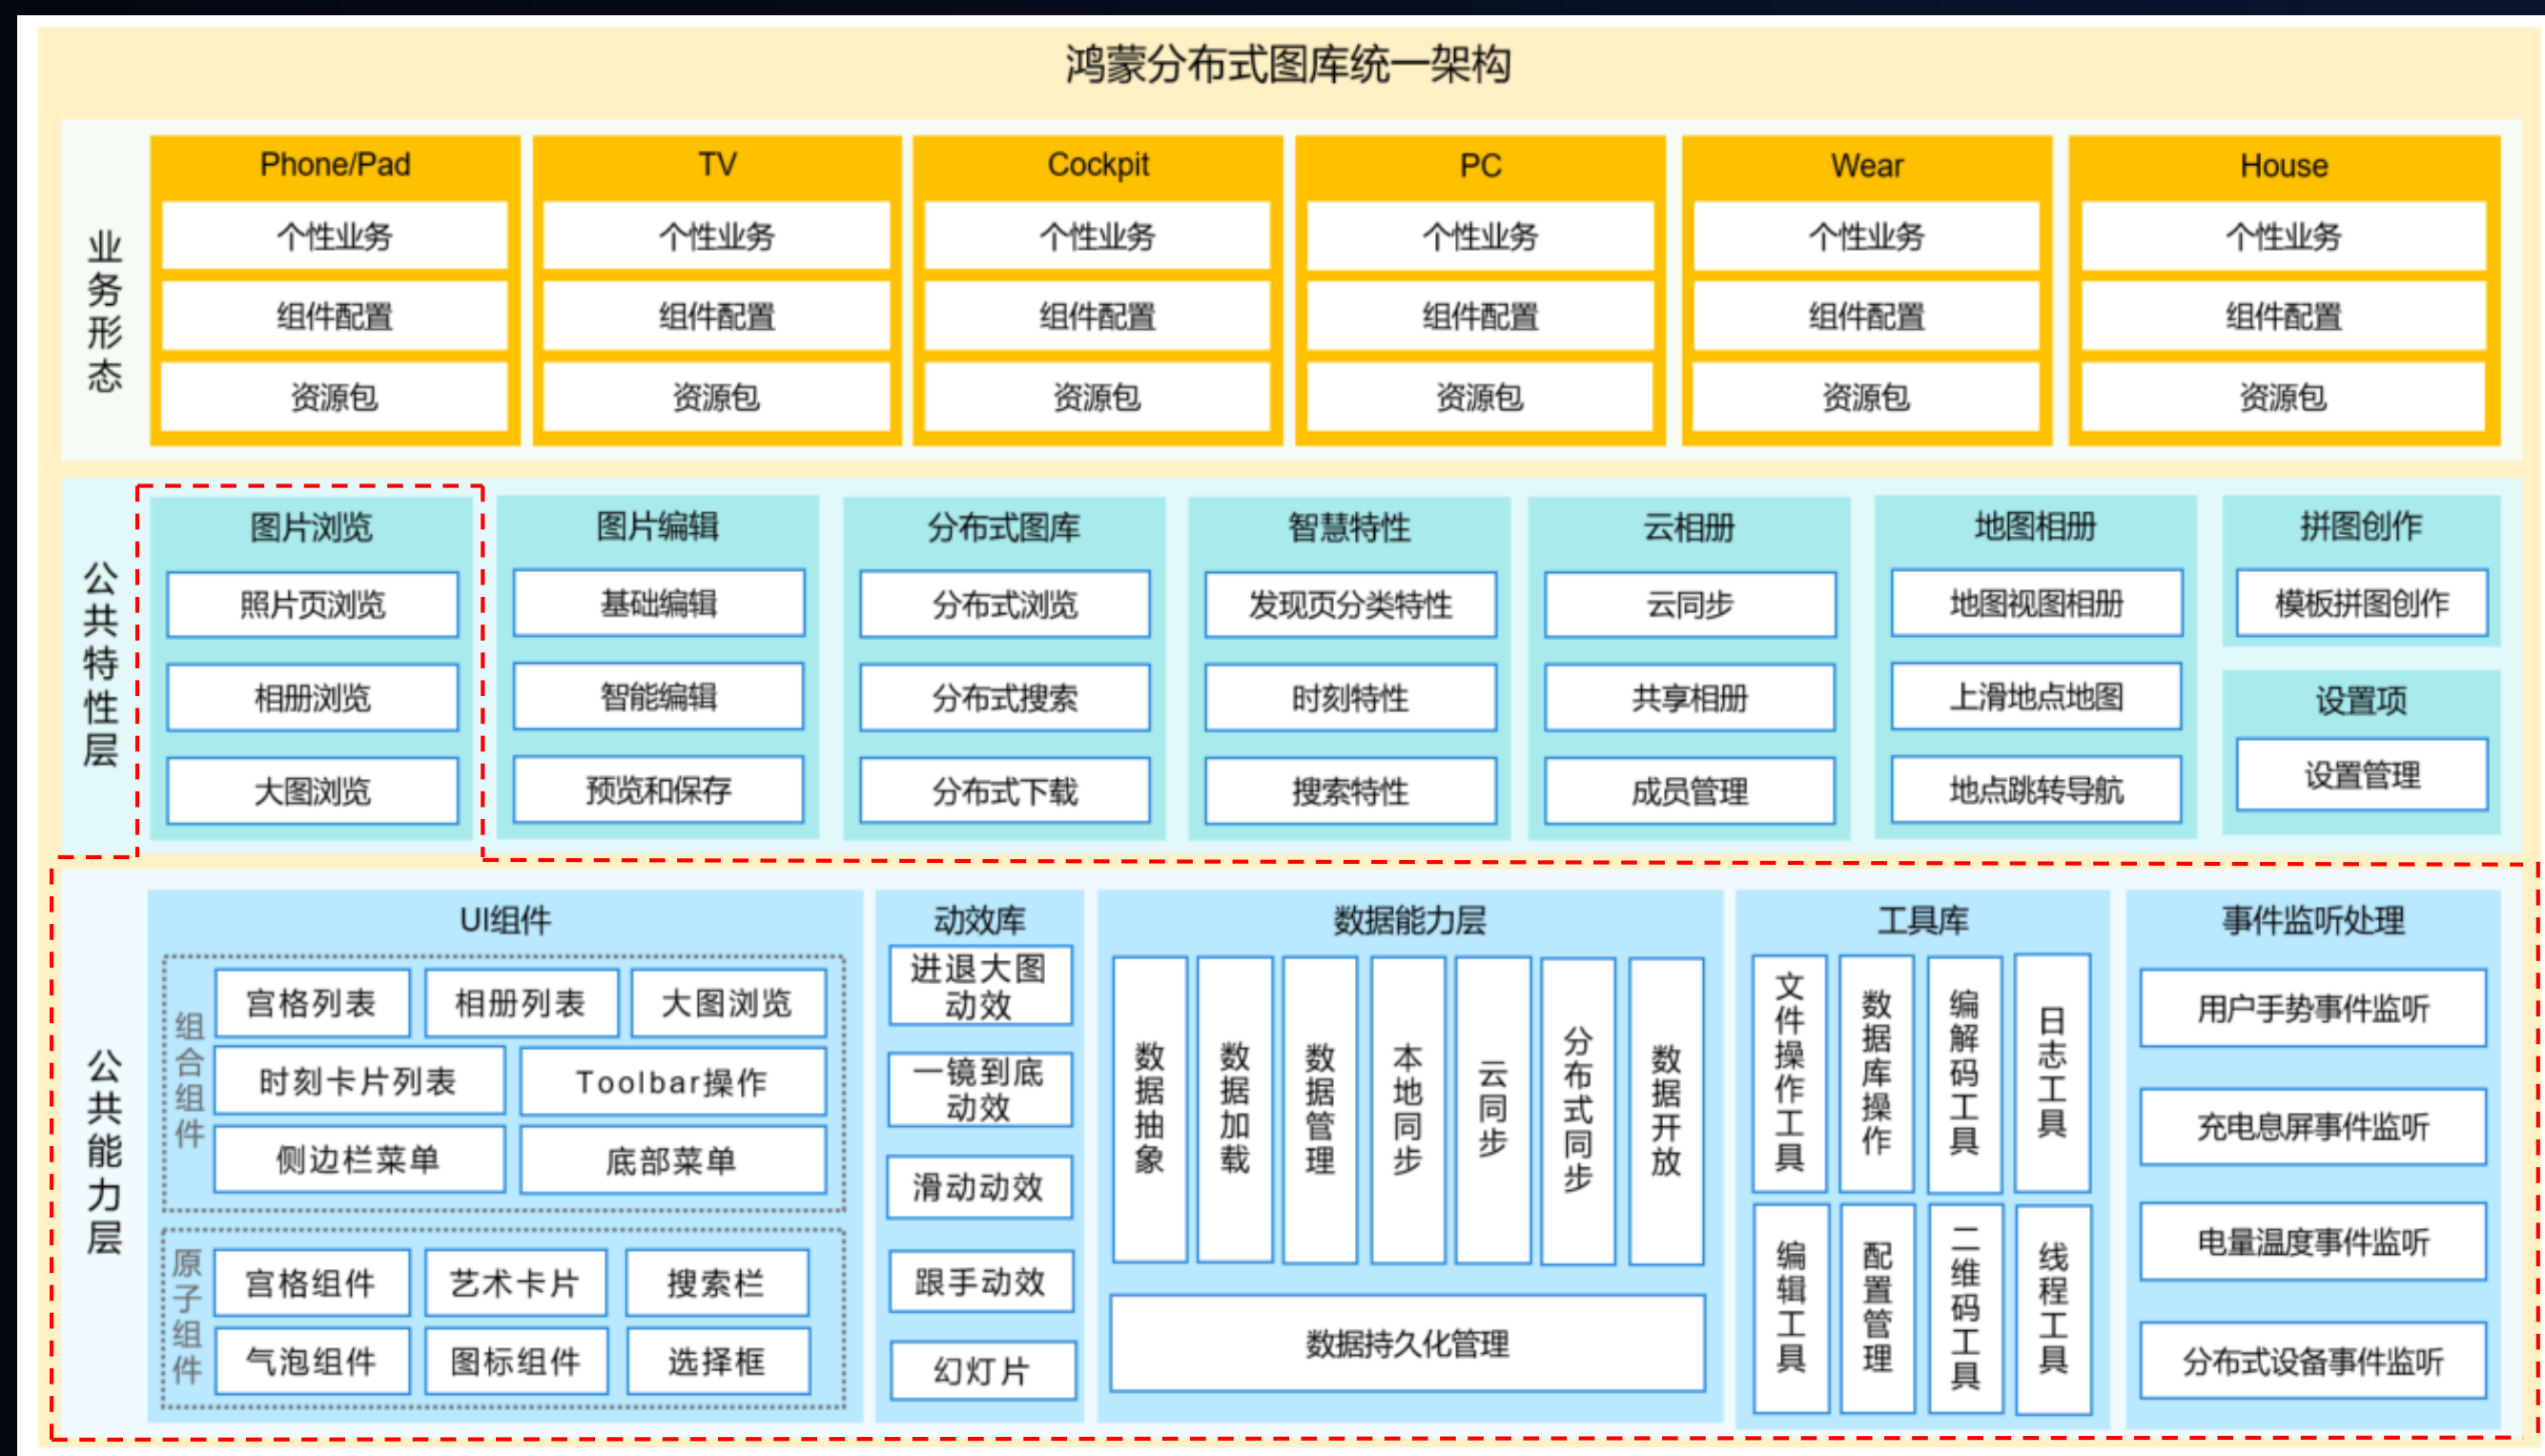 鸿蒙分布式图库统一架构
业务形态
Phone/Pad
个性业务
组件配置
资源包
TV
个性业务
组件配置
资源包
Cockpit
个性业务
组件配置
资源包
PC
个性业务
组件配置
资源包
Wear
个性业务
组件配置
资源包
House
个性业务
组件配置
资源包
公共特性层
图片浏览
照片页浏览
相册浏览
大图浏览
图片编辑
基础编辑
智能编辑
预览和保存
分布式图库
分布式浏览
分布式搜索
分布式下载
智慧特性
发现页分类特性
时刻特性
搜索特性
云相册
云同步
共享相册
成员管理
地图相册
地图视图相册
上滑地点地图
地点跳转导航
拼图创作
模板拼图创作
设置项
设置管理
公共能力层
UI组件
组合组件
宫格列表
相册列表
大图浏览
时刻卡片列表
Toolbar操作
侧边栏菜单
底部菜单
原子组件
宫格组件
艺术卡片
搜索栏
气泡组件
图标组件
选择框
动效库
进退大图
动效
一镜到底
动效
滑动动效
跟手动效
幻灯片
数据能力层
数据抽象
数据加载
数据管理
本地同步
云同步
分布式同步
数据开放
数据持久化管理
工具库
文件操作工具
数据库操作
编解码工具
日志工具
编辑工具
配置管理
二维码工具
线程工具
事件监听处理
用户手势事件监听
充电息屏事件监听
电量温度事件监听
分布式设备事件监听